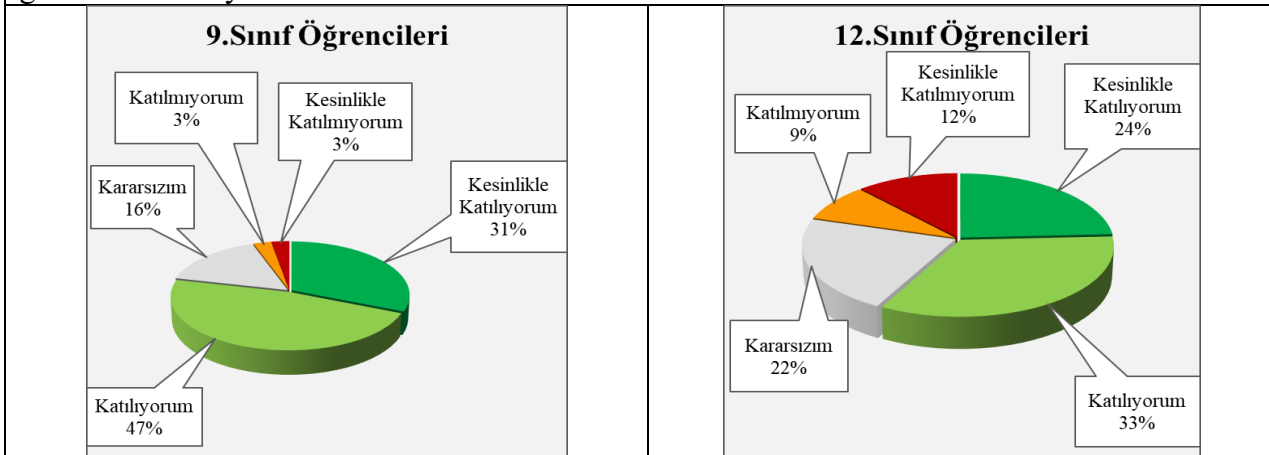 9.Sınıf Öğrencileri
Katılmıyorum
3%
Kesinlikle
Katılmıyorum
3%
Kararsızım
16%
Kesinlikle
Katılıyorum
31%
Katılıyorum
47%
12.Sınıf Öğrencileri
Kesinlikle
Katılmıyorum
12%
Kesinlikle
Katılıyorum
24%
Katılmıyorum
9%
Kararsızım
22%
Katılıyorum
33%